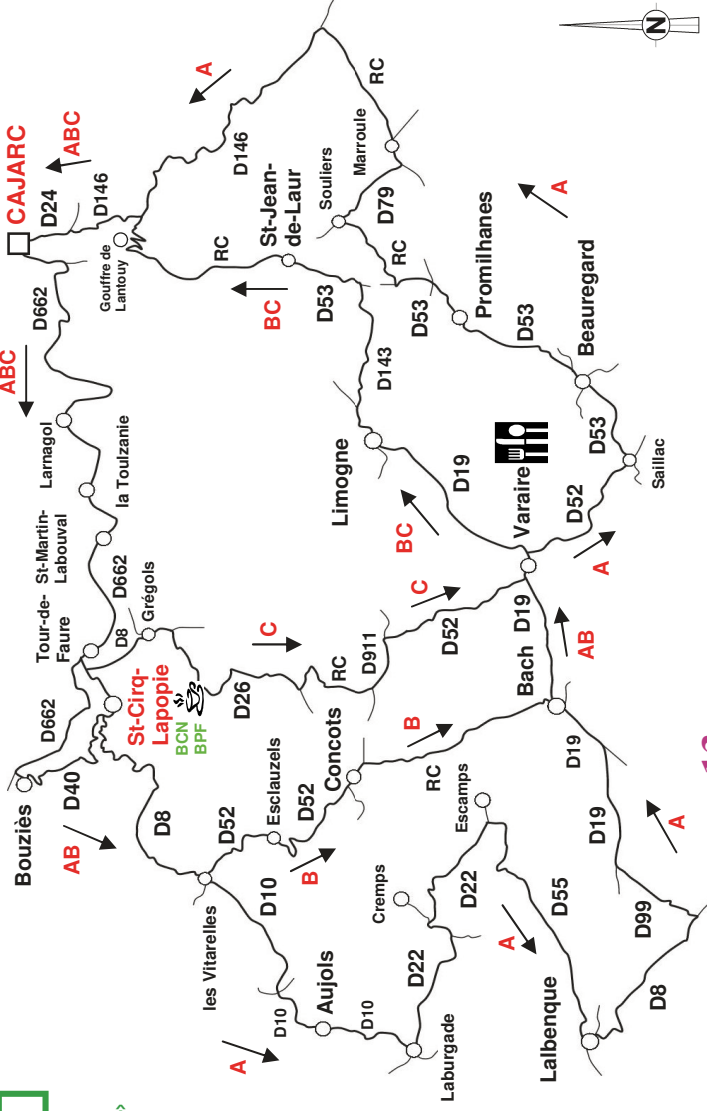 CAJARC
D24
ABC
D146
D662
ABC
Gouffre de
Lantouy
D146
A
RC
Larnagol
la Toulzanie
St-Martin-
Labouval
D662
Tour-de-
Faure
D8
Grégols
D662
Bouziès
D40
AB
St-Cirq-
Lapopie
BCN
BPF
D8
D26
C
RC
D911
C
D52
RC
St-Jean-
de-Laur
BC
D53
Souliers
Marroule
D79
RC
D53
D143
Limogne
D19
BC
Promilhanes
A
D53
Beauregard
D53
Saillac
D52
A
Varaire
D19
AB
Bach
les Vitarelles
D52
Esclauzels
D52
D10
B
Concots
B
RC
D10
Aujols
D10
A
Laburgade
D22
Cremps
D22
Escamps
A
D55
Lalbenque
D8
D99
D19
A
D19
N